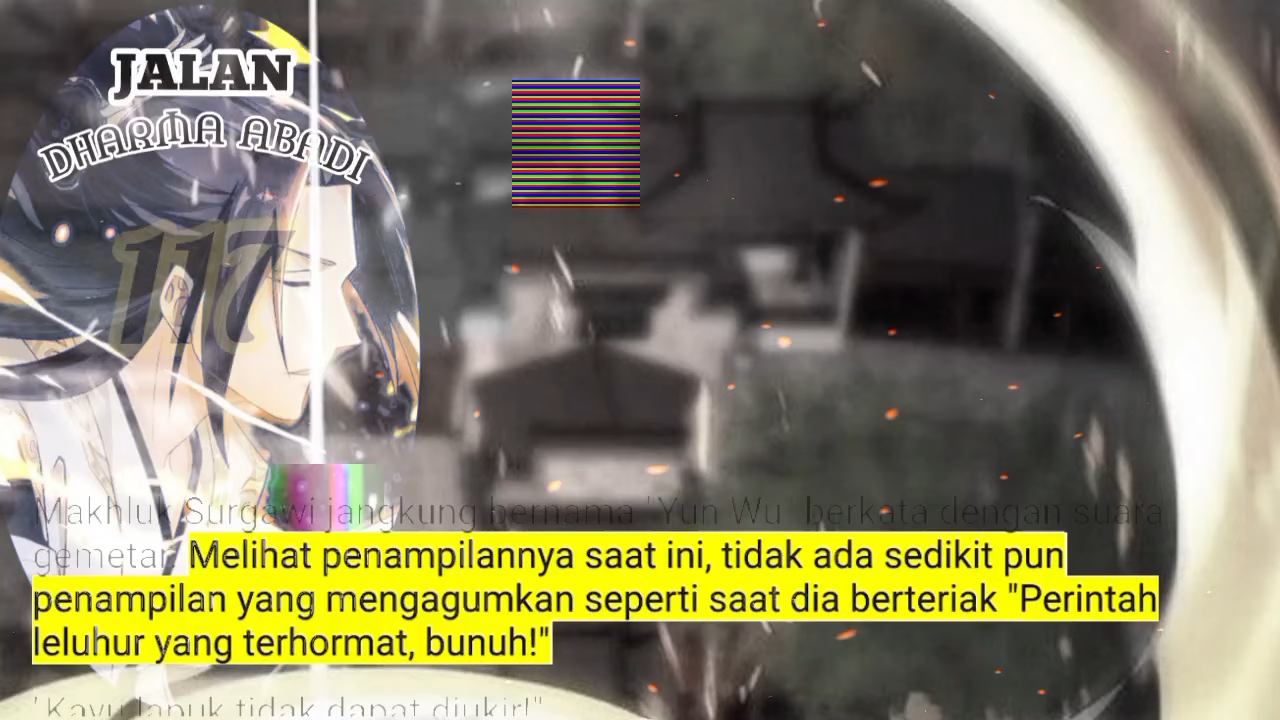 JALAN
DHARMA ABADI
117
Makhluk Surgawi jangkung bernama 'Yun Wu' berkata dengan suara
gemetar. Melihat penampilannya saat ini, tidak ada sedikit pun
penampilan yang mengagumkan seperti saat dia berteriak "Perintah
leluhur yang terhormat, bunuh!"
"Kayu lapuk tidak dapat diukir!"